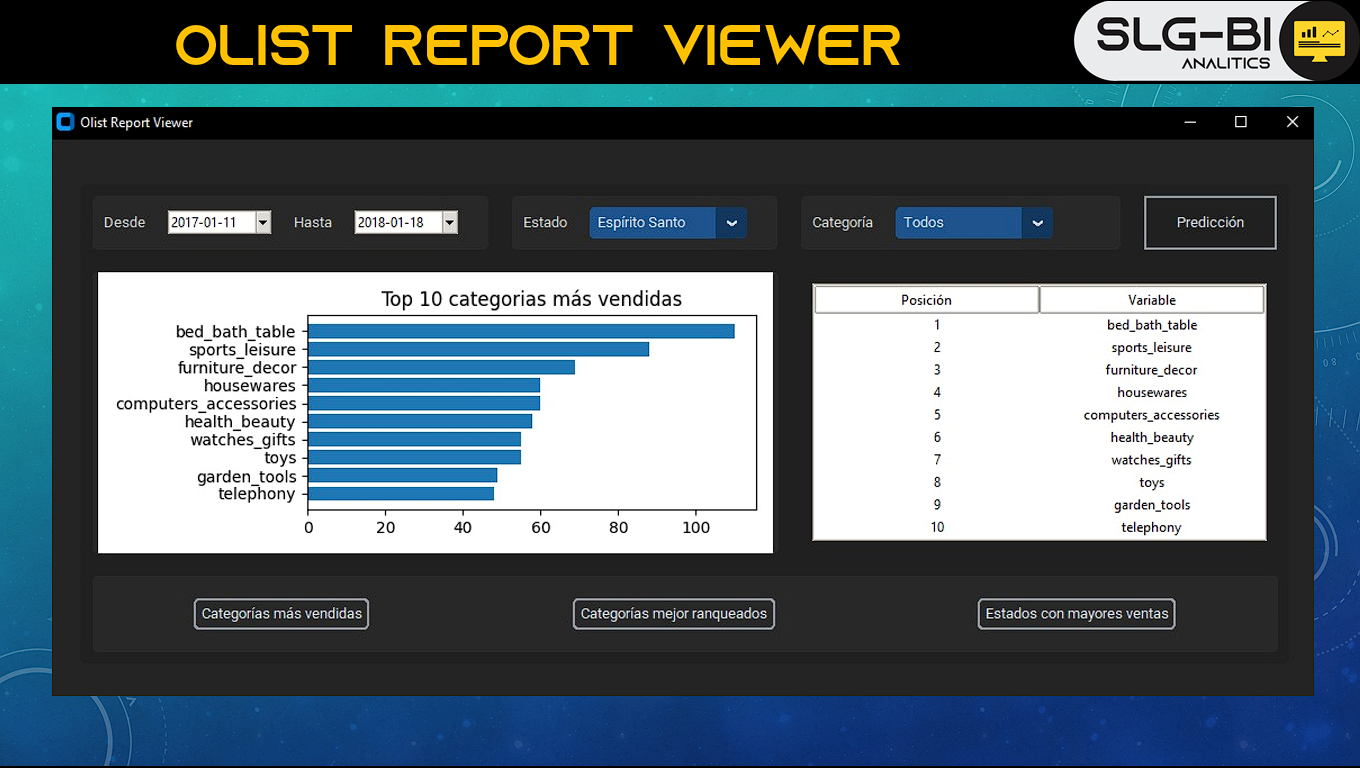 OLIST REPORT VIEWER
SLG-BI
ANALITICS
Olist Report Viewer
Desde 2017-01-11 Hasta 2018-01-18 Estado Espírito Santo Categoría Todos Predicción
Top 10 categorias más vendidas
bed_bath_table
sports_leisure
furniture_decor
housewares
computers_accessories
health_beauty
watches_gifts
toys
garden_tools
telephony
0 20 40 60 80 100
Posición Variable
1 bed_bath_table
2 sports_leisure
3 furniture_decor
4 housewares
5 computers_accessories
6 health_beauty
7 watches_gifts
8 toys
9 garden_tools
10 telephony
Categorías más vendidas Categorías mejor ranqueados Estados con mayores ventas